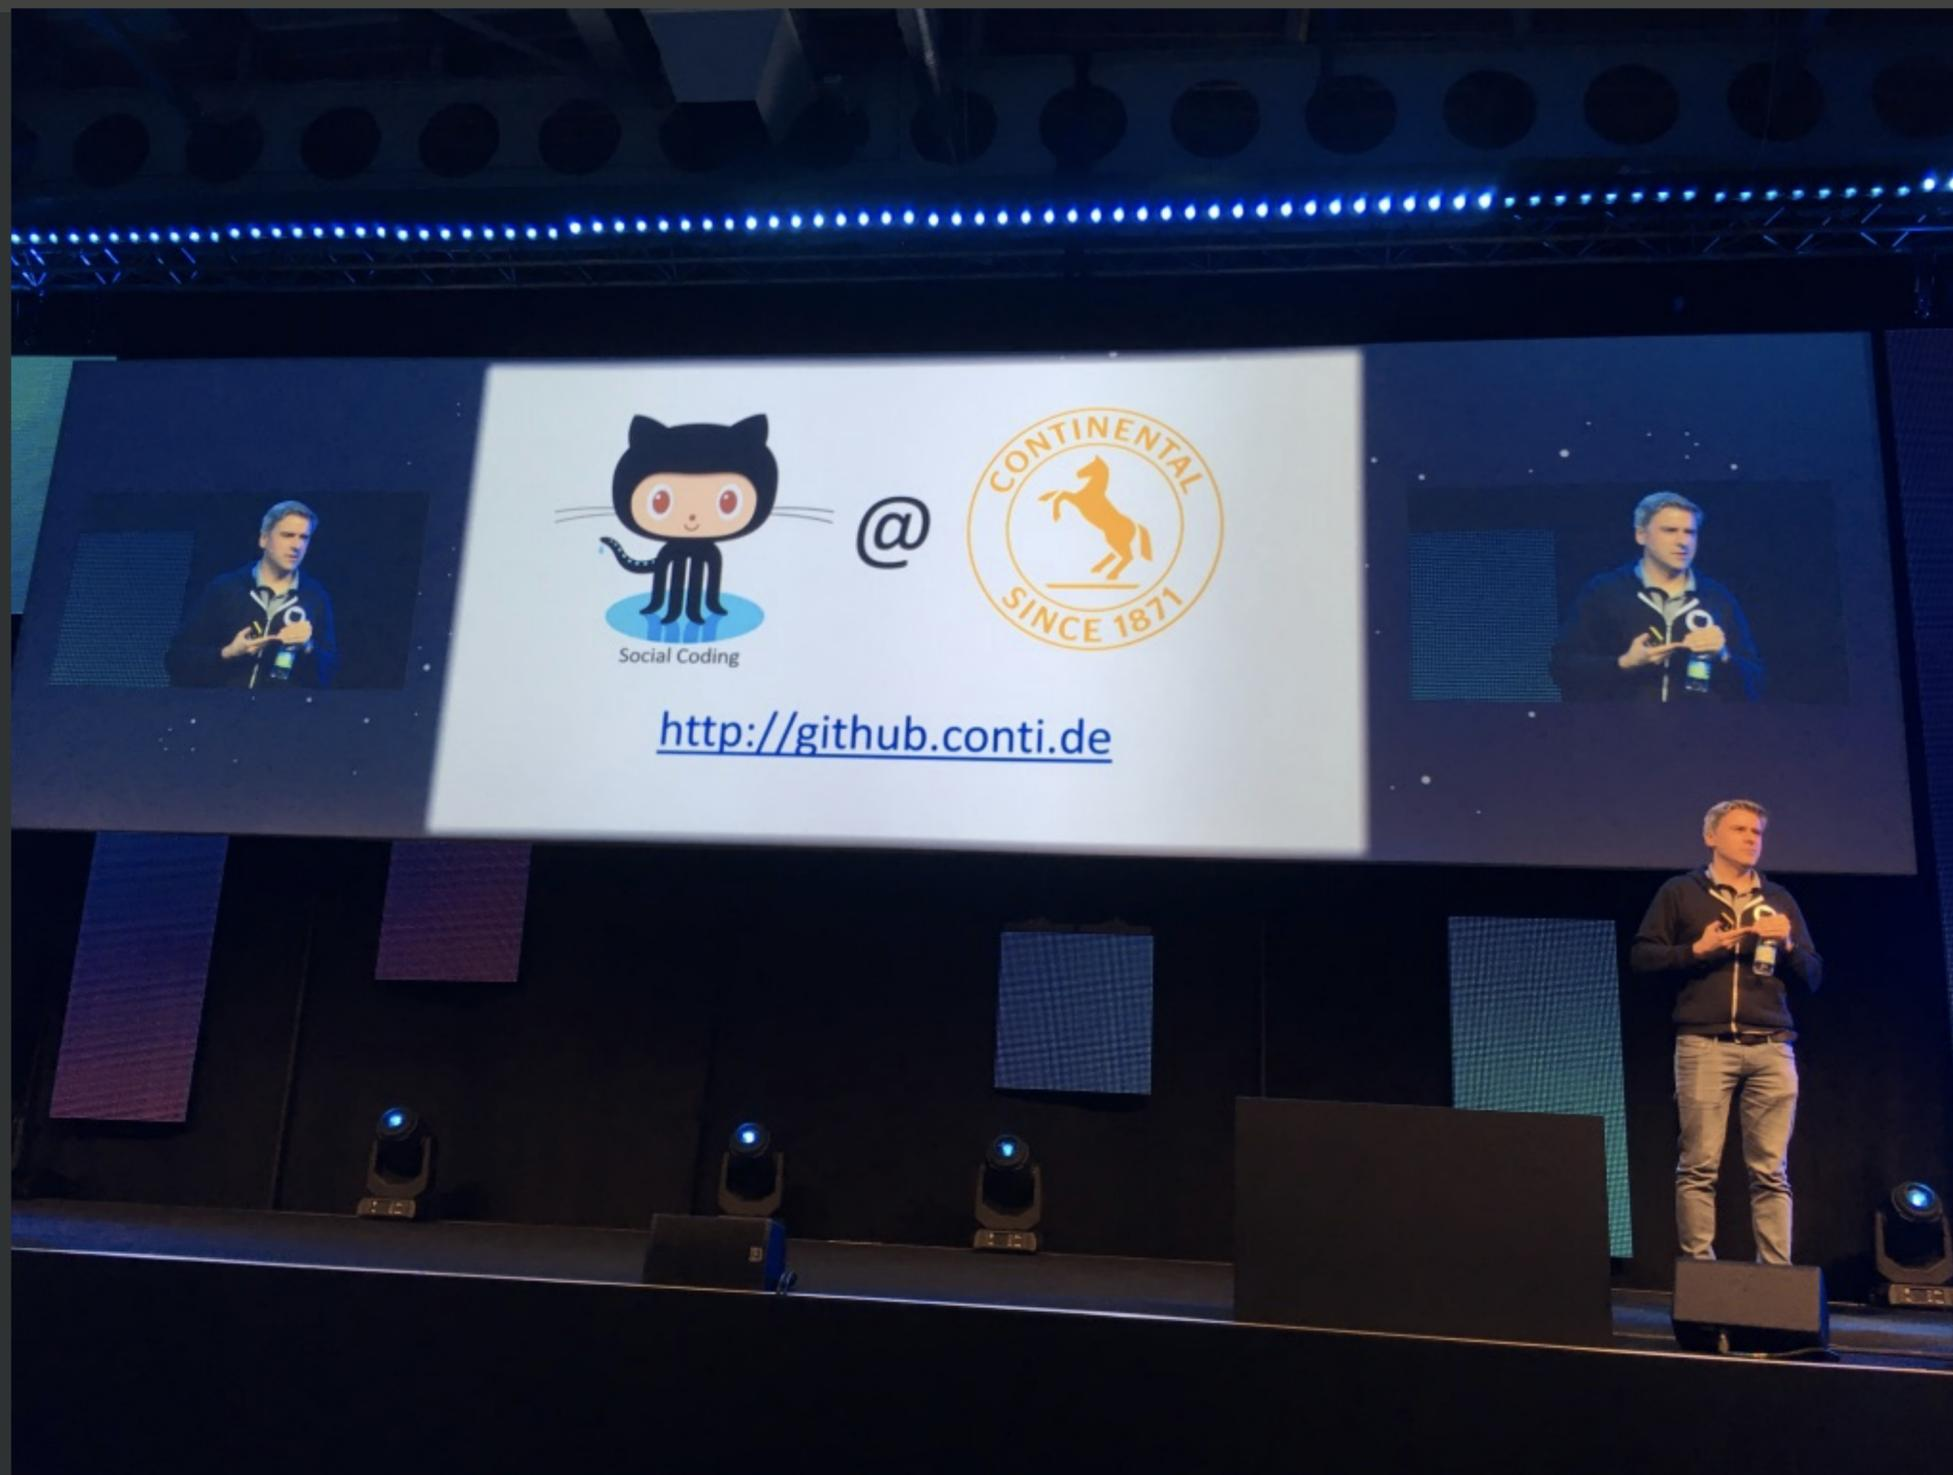 @
CONTINENTAL
SINCE 1871
Social Coding
http://github.conti.de